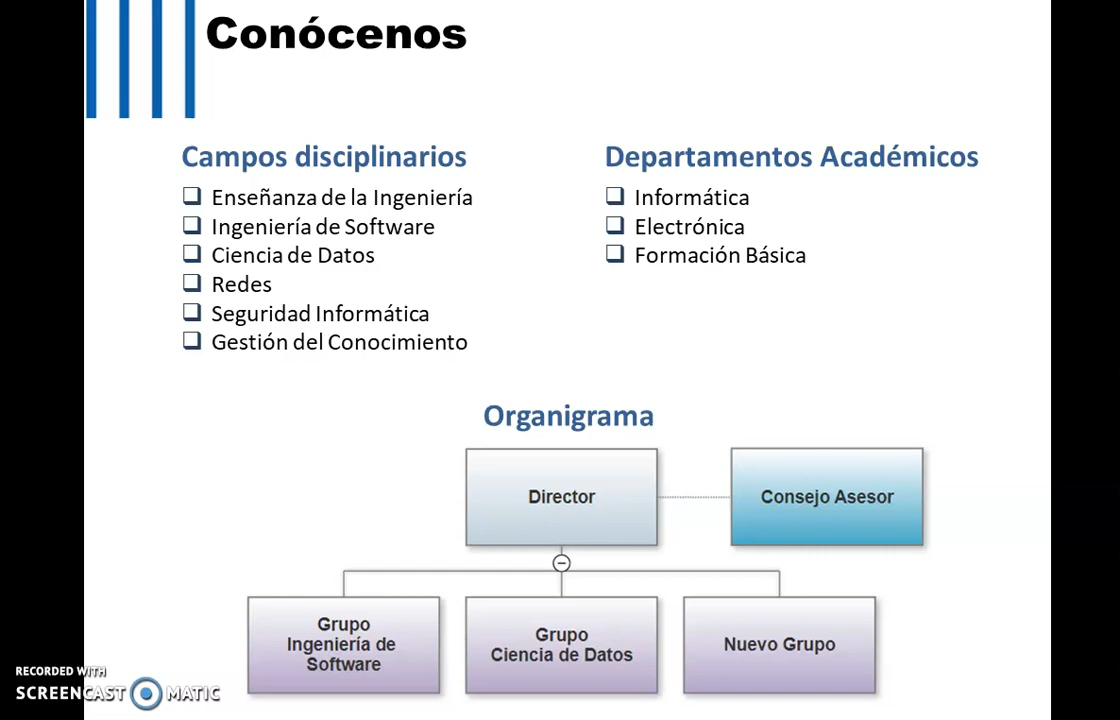 Conócenos
Campos disciplinarios
Enseñanza de la Ingeniería
Ingeniería de Software
Ciencia de Datos
Redes
Seguridad Informática
Gestión del Conocimiento
Departamentos Académicos
Informática
Electrónica
Formación Básica
Organigrama
Director
Consejo Asesor
Grupo
Ingeniería de
Software
Grupo
Ciencia de Datos
Nuevo Grupo
RECORDED WITH
SCREENCAST MATIC